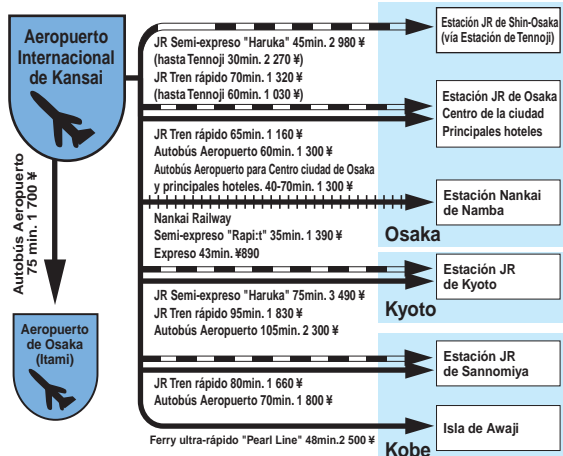 Aeropuerto
Internacional
de Kansai
Autobús Aeropuerto
75 min. 1 700 ¥
Aeropuerto
de Osaka
(Itami)
JR Semi-expreso "Haruka" 45min. 2 980 ¥
(hasta Tennoji 30min. 2 270 ¥)
JR Tren rápido 70min. 1 320 ¥
(hasta Tennoji 60min. 1 030 ¥)
Estación JR de Shin-Osaka
(vía Estación de Tennoji)
Estación JR de Osaka
Centro de la ciudad
Principales hoteles
JR Tren rápido 65min. 1 160 ¥
Autobús Aeropuerto 60min. 1 300 ¥
Autobús Aeropuerto para Centro ciudad de Osaka
y principales hoteles. 40-70min. 1 300 ¥
Estación Nankai
de Namba
Nankai Railway
Semi-expreso "Rapi:t" 35min. 1 390 ¥
Expreso 43min. ¥890
Osaka
Estación JR
de Kyoto
Kyoto
JR Semi-expreso "Haruka" 75min. 3 490 ¥
JR Tren rápido 95min. 1 830 ¥
Autobús Aeropuerto 105min. 2 300 ¥
Estación JR
de Sannomiya
JR Tren rápido 80min. 1 660 ¥
Autobús Aeropuerto 70min. 1 800 ¥
Isla de Awaji
Ferry ultra-rápido "Pearl Line" 48min.2 500 ¥
Kobe